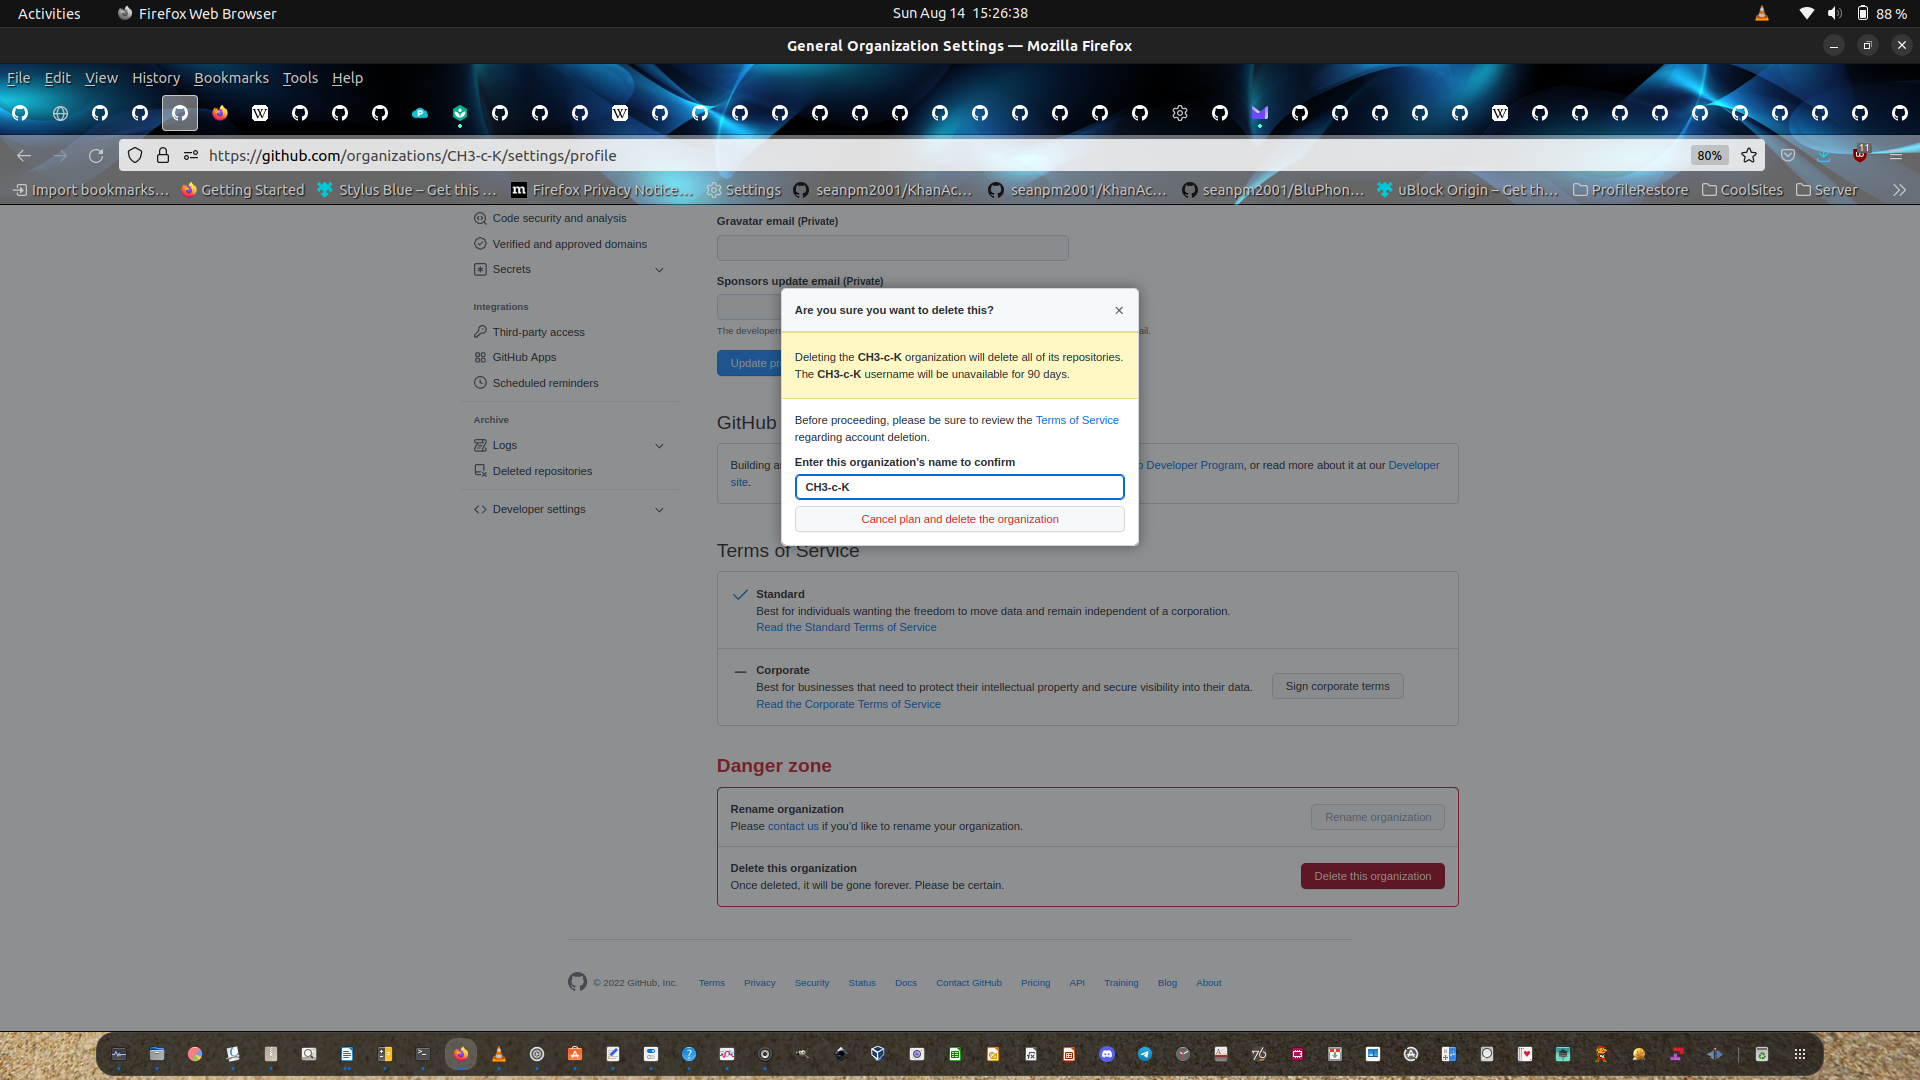 Activities
Firefox Web Browser
Sun Aug 14 15:26:38
88 %
General Organization Settings — Mozilla Firefox
File Edit View History Bookmarks Tools Help
https://github.com/organizations/CH3-c-K/settings/profile
80%
11
Import bookmarks...
Getting Started
Stylus Blue – Get this ...
Firefox Privacy Notice...
Settings
seanpm2001/KhanAc...
seanpm2001/KhanAc...
seanpm2001/BluPhon...
uBlock Origin – Get th...
ProfileRestore
CoolSites
Server
Code security and analysis
Verified and approved domains
Secrets
Integrations
Third-party access
GitHub Apps
Scheduled reminders
Archive
Logs
Deleted repositories
Developer settings
Gravatar email (Private)
Sponsors update email (Private)
The developer
ail.
Update pr
Are you sure you want to delete this?
Deleting the CH3-c-K organization will delete all of its repositories.
The CH3-c-K username will be unavailable for 90 days.
Before proceeding, please be sure to review the Terms of Service
regarding account deletion.
Enter this organization's name to confirm
CH3-c-K
Cancel plan and delete the organization
GitHub
Building a
Developer Program, or read more about it at our Developer
site.
Terms of Service
Standard
Best for individuals wanting the freedom to move data and remain independent of a corporation.
Read the Standard Terms of Service
Corporate
Best for businesses that need to protect their intellectual property and secure visibility into their data.
Read the Corporate Terms of Service
Sign corporate terms
Danger zone
Rename organization
Please contact us if you'd like to rename your organization.
Rename organization
Delete this organization
Once deleted, it will be gone forever. Please be certain.
Delete this organization
© 2022 GitHub, Inc.
Terms
Privacy
Security
Status
Docs
Contact GitHub
Pricing
API
Training
Blog
About